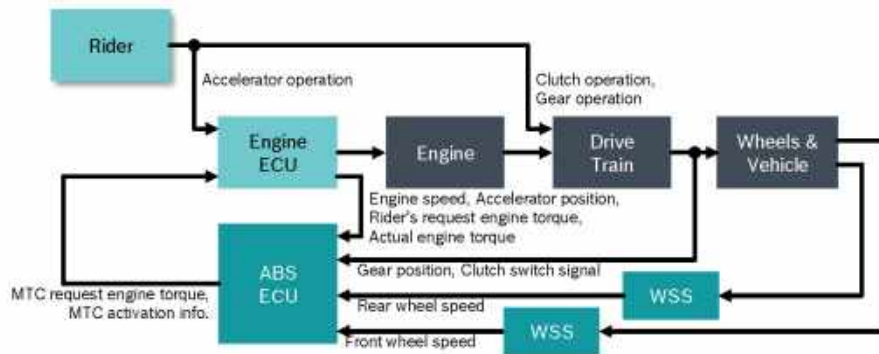 Rider
Accelerator operation
Clutch operation,
Gear operation
Engine
ECU
Engine
Drive
Train
Wheels &
Vehicle
Engine speed, Accelerator position,
Rider's request engine torque,
Actual engine torque
ABS
ECU
Gear position, Clutch switch signal
MTC request engine torque,
MTC activation info.
Rear wheel speed
WSS
Front wheel speed
WSS